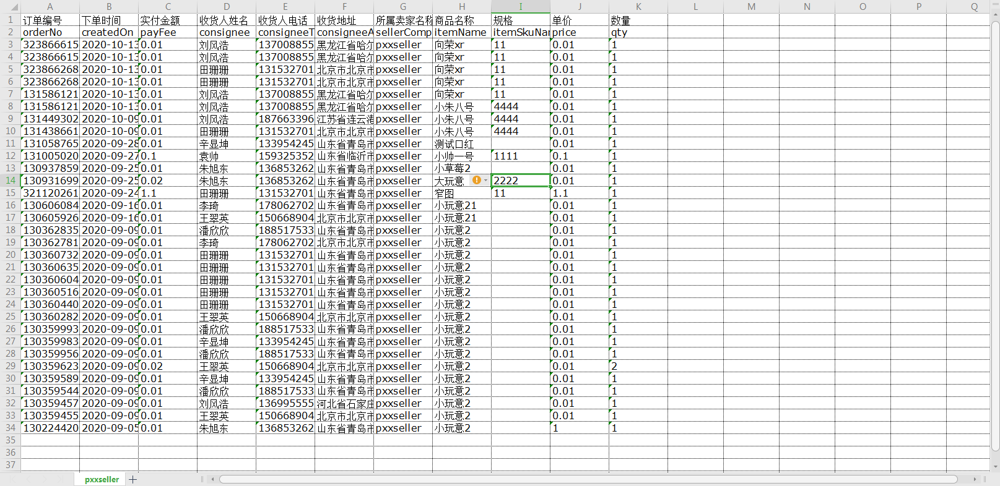 A B C D E F G H I J K L M N O P Q
1 订单编号 下单时间 实付金额 收货人姓名 收货人电话 收货地址 所属卖家名称 商品名称 规格 单价 数量
2 orderNo createdOn payFee consignee consigneeT consigneeA sellerComp itemName itemSkuNa price qty
3 323866615 2020-10-13 0.01 刘风浩 137008855 黑龙江省哈尔 pxxseller 向荣xr 11 0.01 1
4 323866615 2020-10-13 0.01 刘风浩 137008855 黑龙江省哈尔 pxxseller 向荣xr 11 0.01 1
5 323866268 2020-10-13 0.01 田珊珊 131532701 北京市北京市 pxxseller 向荣xr 11 0.01 1
6 323866268 2020-10-13 0.01 田珊珊 131532701 北京市北京市 pxxseller 向荣xr 11 0.01 1
7 131586121 2020-10-13 0.01 刘风浩 137008855 黑龙江省哈尔 pxxseller 向荣xr 11 0.01 1
8 131586121 2020-10-13 0.01 刘风浩 137008855 黑龙江省哈尔 pxxseller 小朱八号 4444 0.01 1
9 131449302 2020-10-09 0.01 刘风浩 187663396 江苏省连云港 pxxseller 小朱八号 4444 0.01 1
10 131438661 2020-10-09 0.01 田珊珊 131532701 北京市北京市 pxxseller 小朱八号 4444 0.01 1
11 131058765 2020-09-28 0.01 辛显坤 133954245 山东省青岛市 pxxseller 测试口红 0.01 1
12 131005020 2020-09-27 0.1 袁帅 159325352 山东省临沂市 pxxseller 小帅一号 1111 0.1 1
13 130937859 2020-09-25 0.01 朱旭东 136853262 山东省青岛市 pxxseller 小草莓2 0.01 1
14 130931699 2020-09-25 0.02 朱旭东 136853262 山东省青岛市 pxxseller 大玩意 2222 0.01 1
15 321120261 2020-09-24 1.1 田珊珊 131532701 山东省青岛市 pxxseller 窄图 11 1.1 1
16 130606084 2020-09-16 0.01 李琦 178062702 山东省青岛市 pxxseller 小玩意21 0.01 1
17 130605926 2020-09-16 0.01 王翠英 150668904 北京市北京市 pxxseller 小玩意21 0.01 1
18 130362835 2020-09-09 0.01 潘欣欣 188517533 山东省青岛市 pxxseller 小玩意2 0.01 1
19 130362781 2020-09-09 0.01 李琦 178062702 北京市北京市 pxxseller 小玩意2 0.01 1
20 130360732 2020-09-09 0.01 田珊珊 131532701 山东省青岛市 pxxseller 小玩意2 0.01 1
21 130360635 2020-09-09 0.01 田珊珊 131532701 山东省青岛市 pxxseller 小玩意2 0.01 1
22 130360604 2020-09-09 0.01 田珊珊 131532701 山东省青岛市 pxxseller 小玩意2 0.01 1
23 130360516 2020-09-09 0.01 田珊珊 131532701 山东省青岛市 pxxseller 小玩意2 0.01 1
24 130360440 2020-09-09 0.01 田珊珊 131532701 山东省青岛市 pxxseller 小玩意2 0.01 1
25 130360282 2020-09-09 0.01 王翠英 150668904 北京市北京市 pxxseller 小玩意2 0.01 1
26 130359993 2020-09-09 0.01 潘欣欣 188517533 山东省青岛市 pxxseller 小玩意2 0.01 1
27 130359983 2020-09-09 0.01 辛显坤 133954245 山东省青岛市 pxxseller 小玩意2 0.01 1
28 130359956 2020-09-09 0.01 潘欣欣 188517533 山东省青岛市 pxxseller 小玩意2 0.01 1
29 130359623 2020-09-09 0.02 王翠英 150668904 北京市北京市 pxxseller 小玩意2 0.01 2
30 130359589 2020-09-09 0.01 辛显坤 133954245 山东省青岛市 pxxseller 小玩意2 0.01 1
31 130359544 2020-09-09 0.01 潘欣欣 188517533 山东省青岛市 pxxseller 小玩意2 0.01 1
32 130359457 2020-09-09 0.01 刘风浩 136995555 河北省石家庄 pxxseller 小玩意2 0.01 1
33 130359455 2020-09-09 0.01 王翠英 150668904 北京市北京市 pxxseller 小玩意2 0.01 1
34 130224420 2020-09-05 0.01 朱旭东 136853262 山东省青岛市 pxxseller 小玩意2 1 1
35
36
37
pxxseller